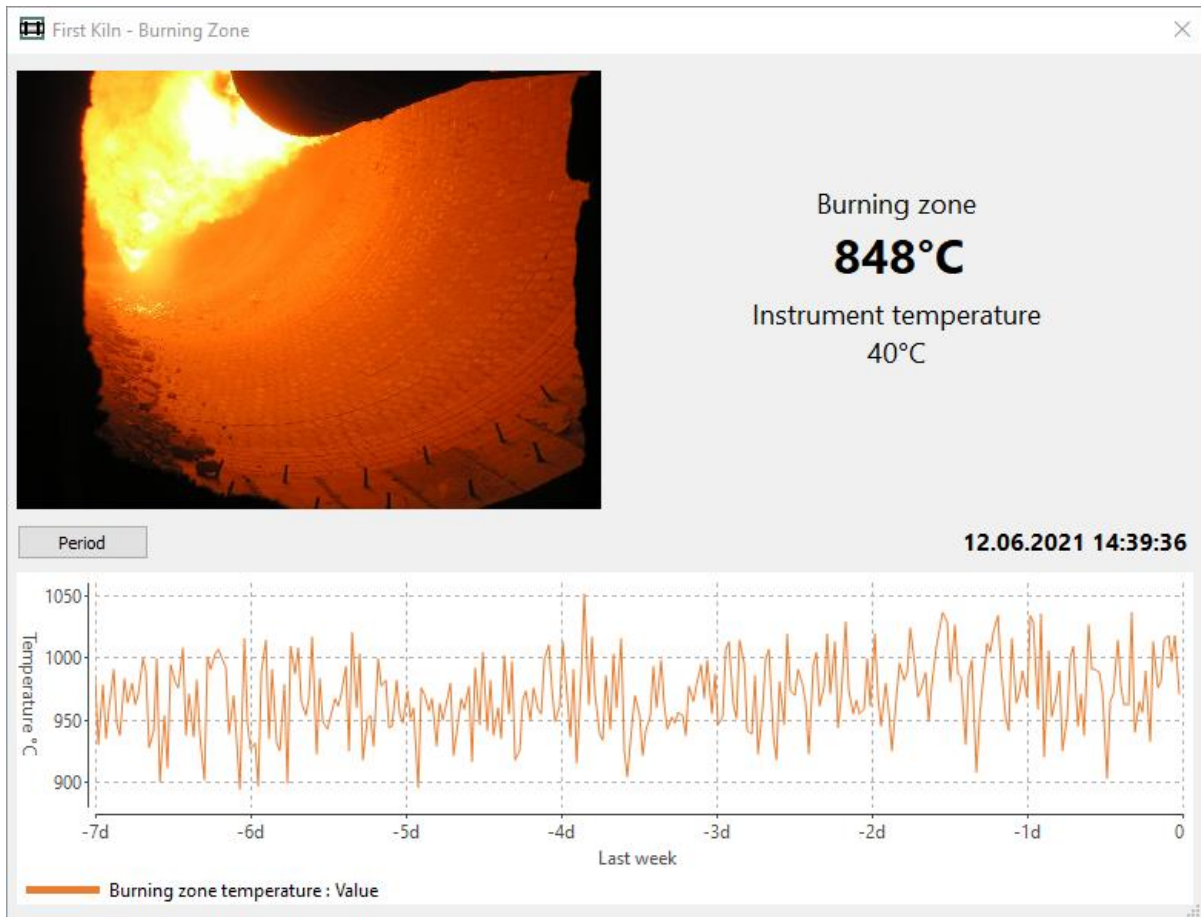 First Kiln - Burning Zone
Burning zone
848°C
Instrument temperature
40°C
Period
12.06.2021 14:39:36
Temperature °C
1050
1000
950
900
-7d -6d -5d -4d -3d -2d -1d 0
Last week
Burning zone temperature : Value